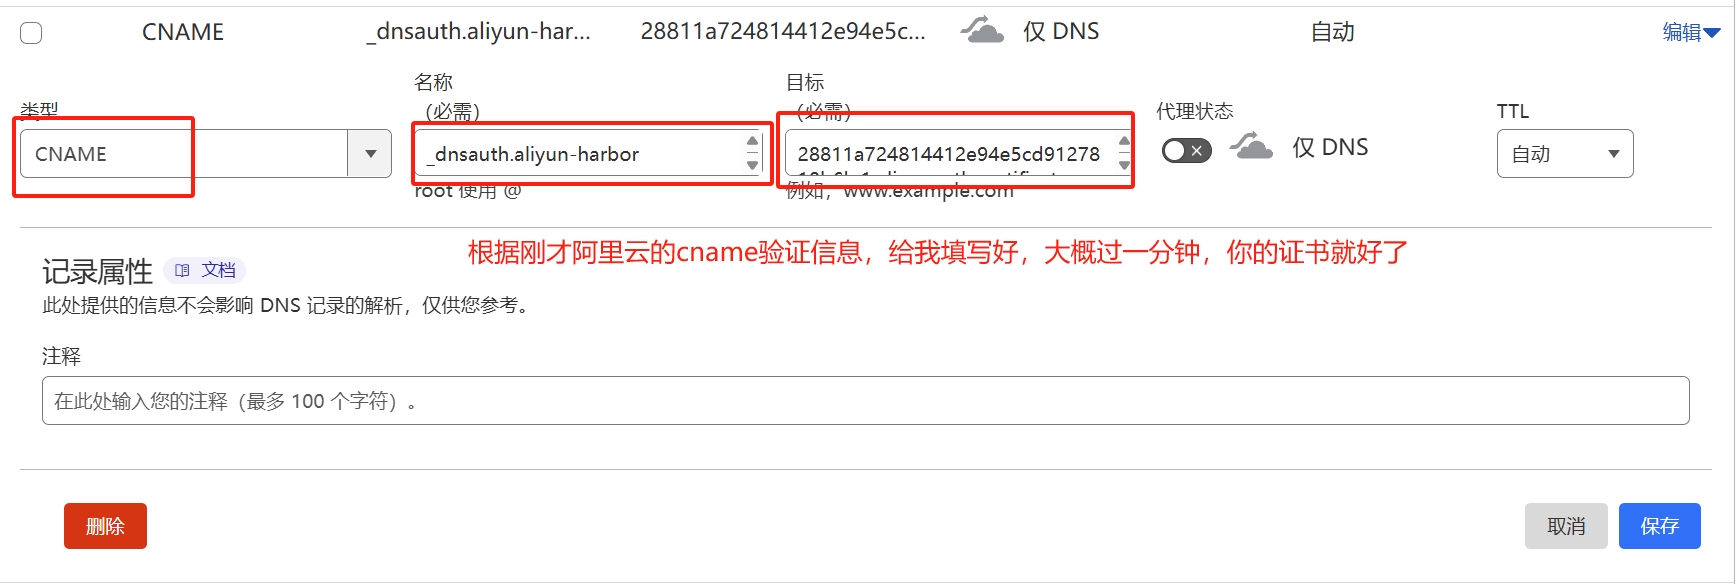 CNAME _dnsauth.aliyun-har... 28811a724814412e94e5c... 仅 DNS 自动 编辑
类型
名称
（必需）
目标
（必需）
代理状态
TTL
CNAME
_dnsauth.aliyun-harbor
28811a724814412e94e5cd91278
仅 DNS
自动
root 使用 @
例如，www.example.com
根据刚才阿里云的cname验证信息，给我填写好，大概过一分钟，你的证书就好了
记录属性 文档
此处提供的信息不会影响 DNS 记录的解析，仅供您参考。
注释
在此处输入您的注释（最多 100 个字符）。
删除
取消
保存